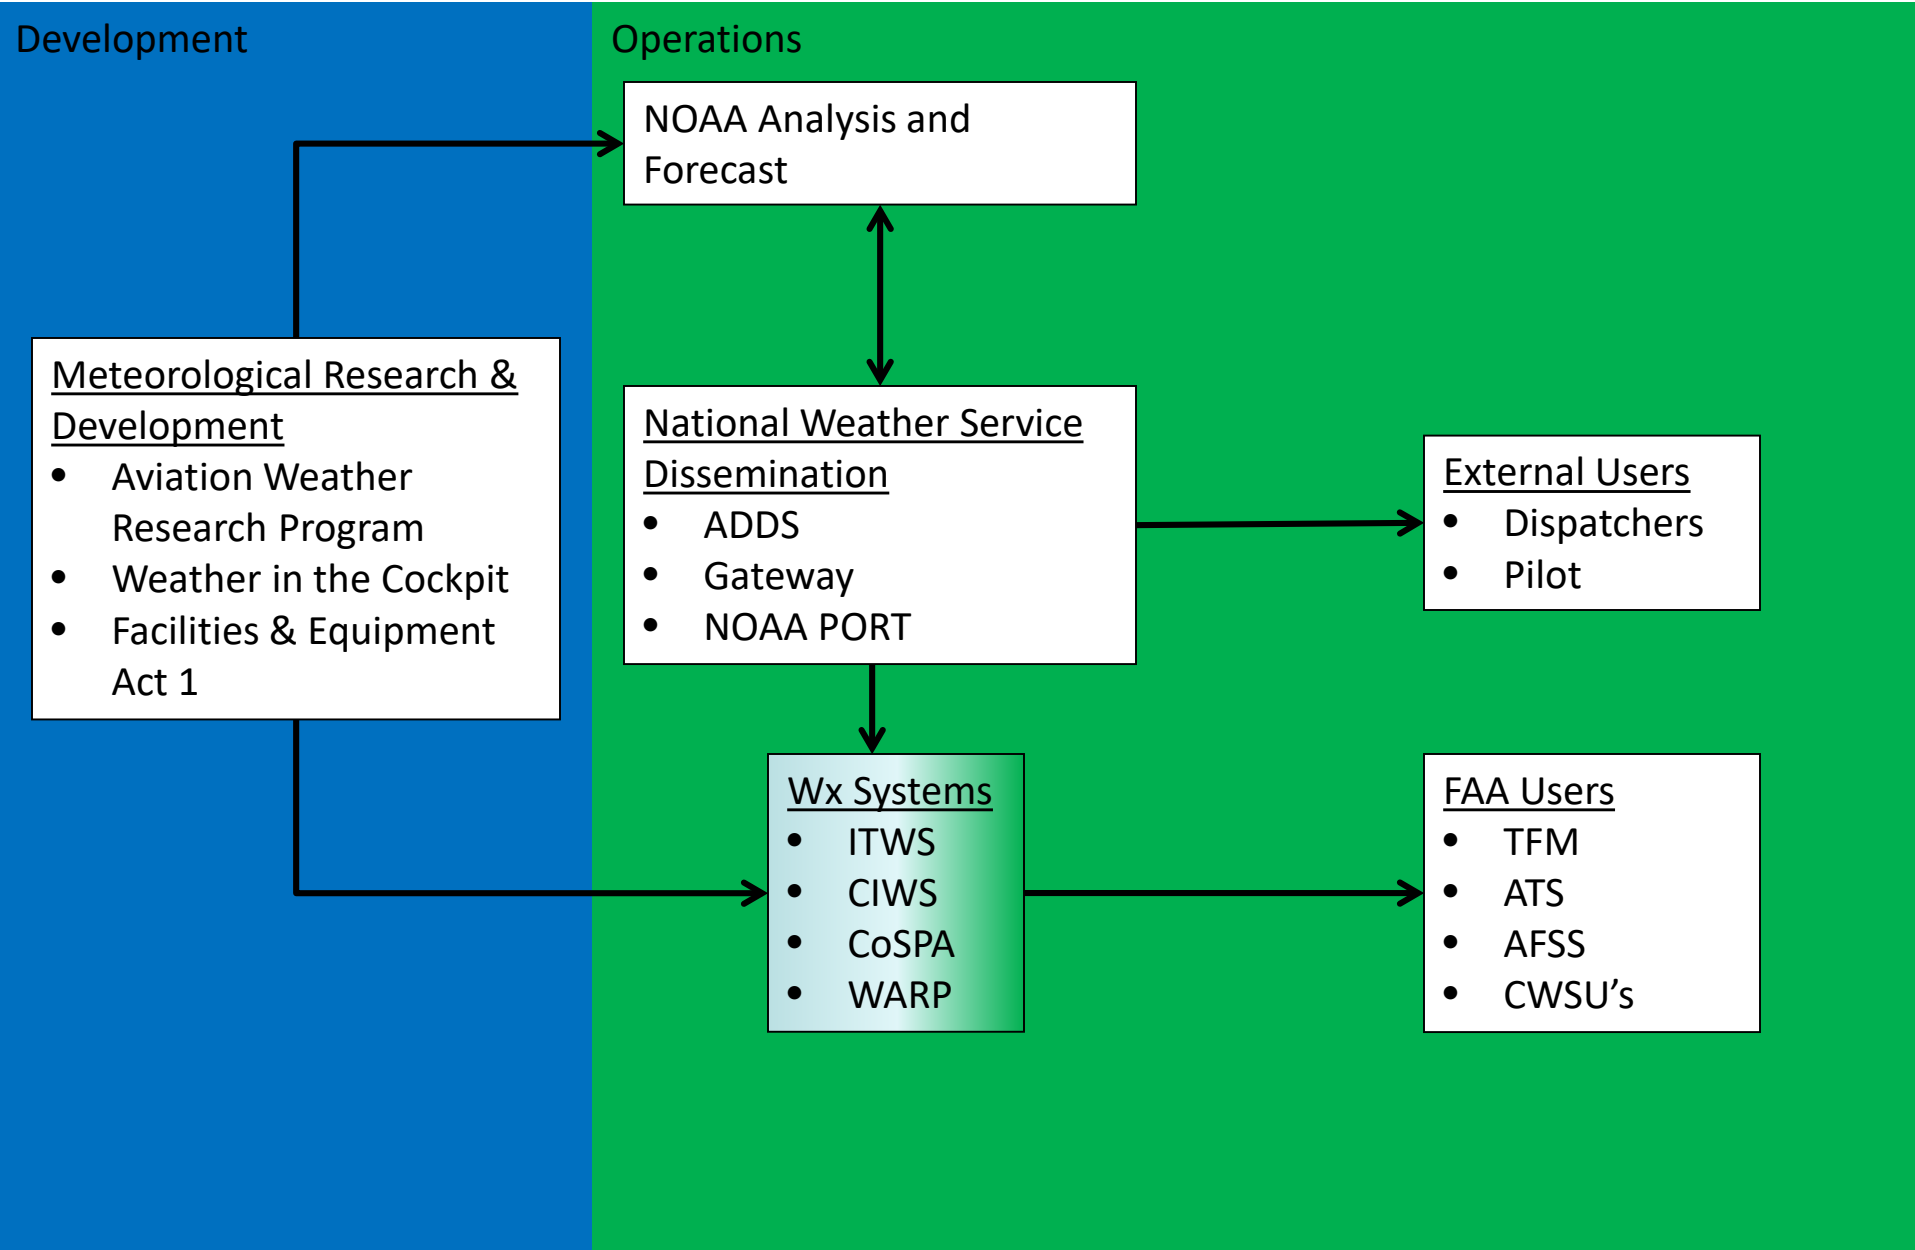 Development
Operations
NOAA Analysis and
Forecast
Meteorological Research &
Development
• Aviation Weather
Research Program
• Weather in the Cockpit
• Facilities & Equipment
Act 1
National Weather Service
Dissemination
• ADDS
• Gateway
• NOAA PORT
External Users
• Dispatchers
• Pilot
Wx Systems
• ITWS
• CIWS
• CoSPA
• WARP
FAA Users
• TFM
• ATS
• AFSS
• CWSU’s